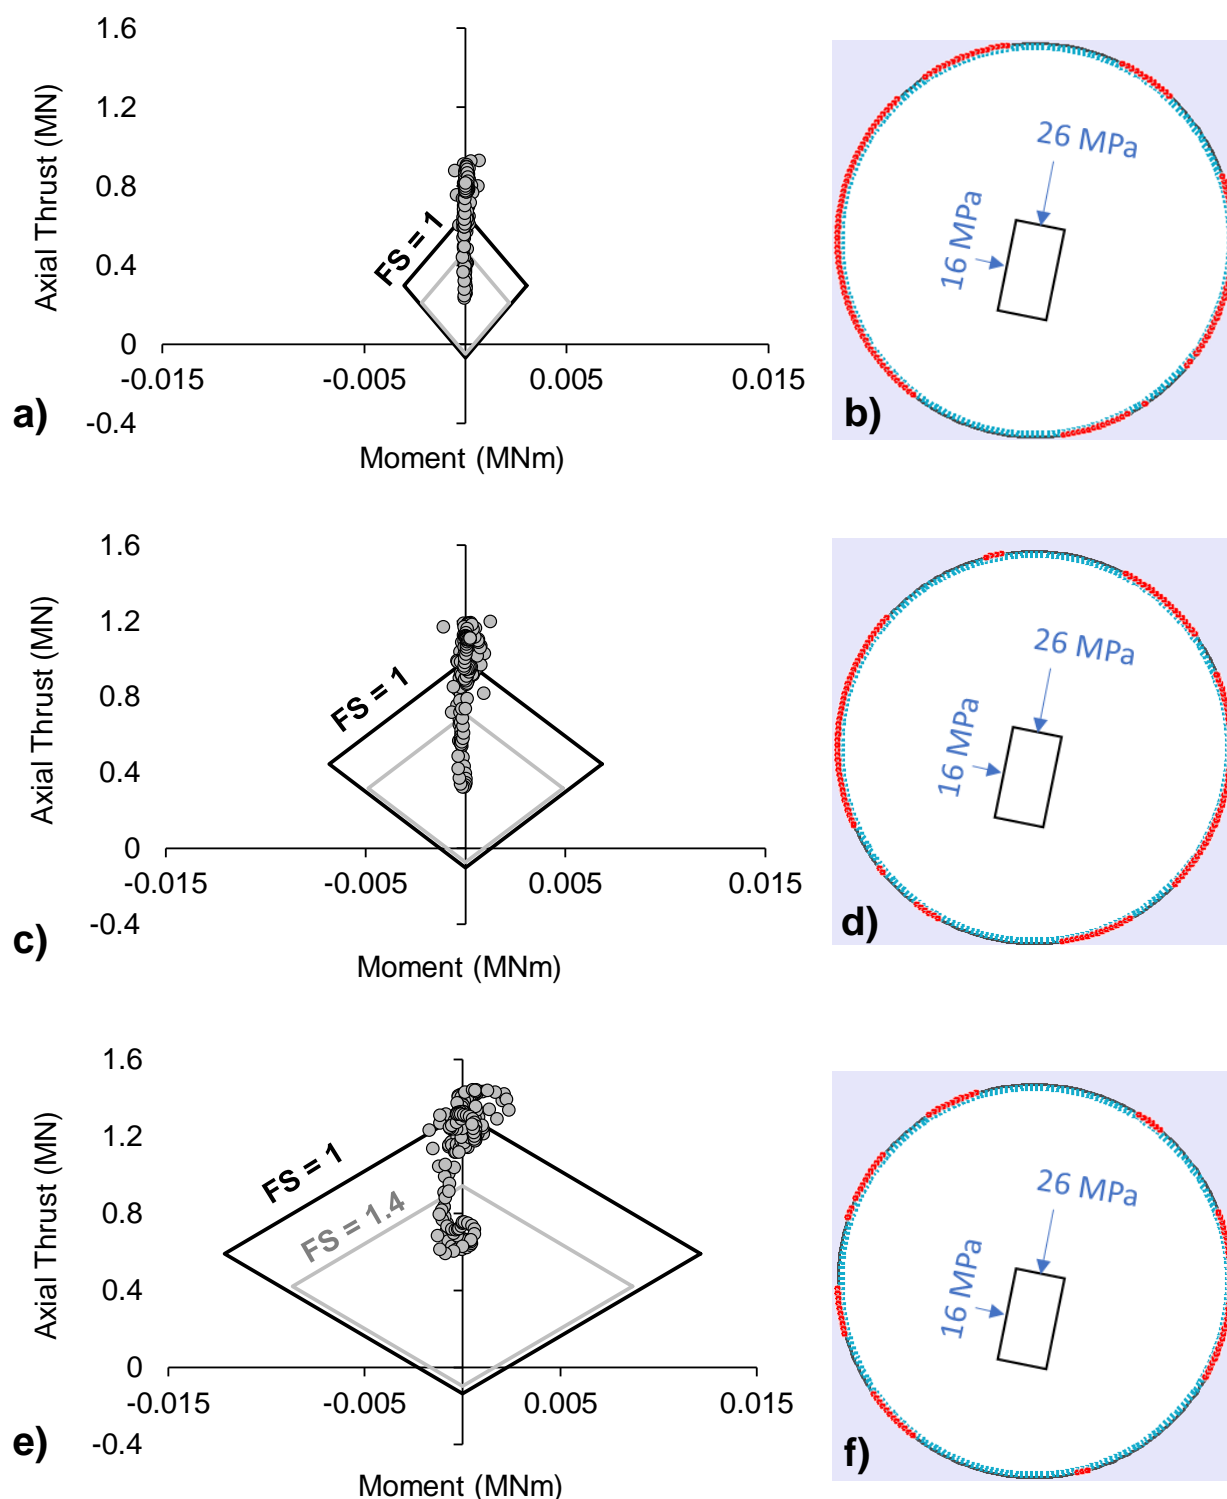 1.6
1.2
0.8
0.4
0
-0.4
Axial Thrust (MN)
FS = 1
-0.015
-0.005
0.005
0.015
Moment (MNm)
a)
26 MPa
16 MPa
b)
1.6
1.2
0.8
0.4
0
-0.4
Axial Thrust (MN)
FS = 1
-0.015
-0.005
0.005
0.015
Moment (MNm)
c)
26 MPa
16 MPa
d)
1.6
1.2
0.8
0.4
0
-0.4
Axial Thrust (MN)
FS = 1
FS = 1.4
-0.015
-0.005
0.005
0.015
Moment (MNm)
e)
26 MPa
16 MPa
f)